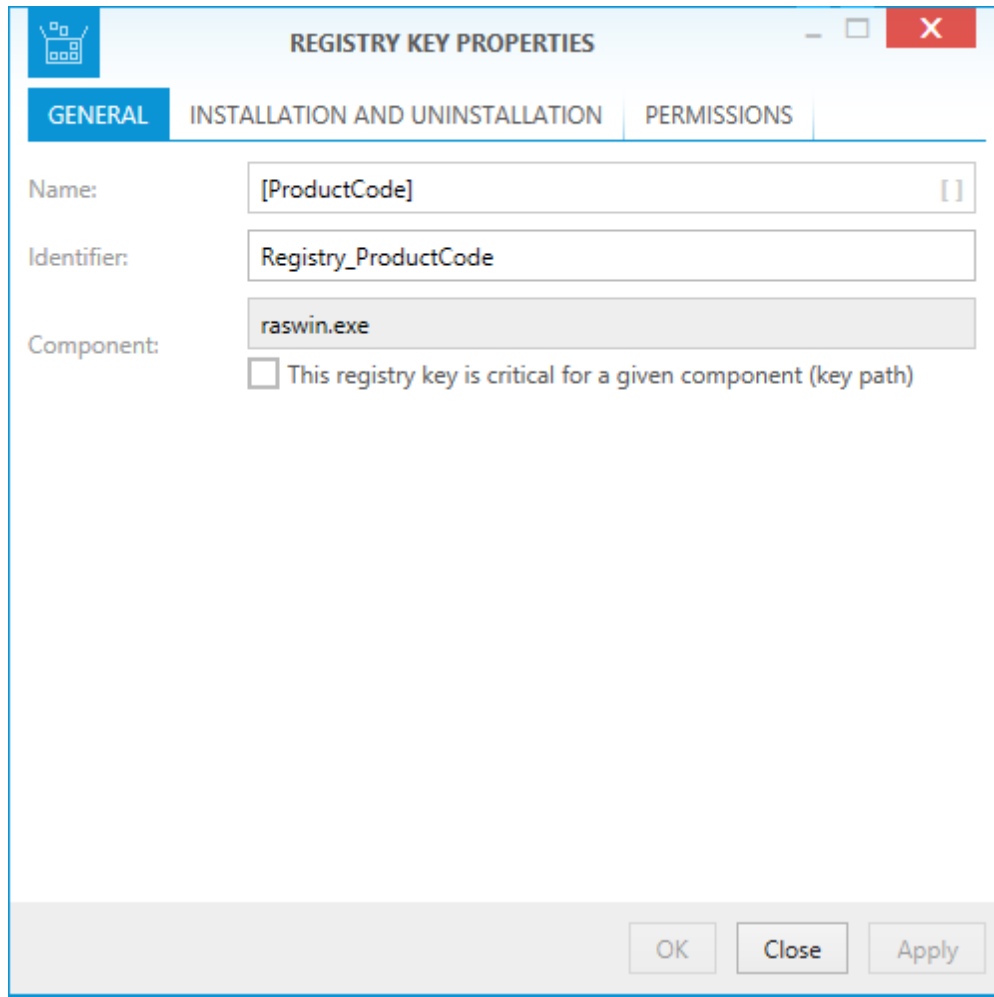 REGISTRY KEY PROPERTIES
GENERAL INSTALLATION AND UNINSTALLATION PERMISSIONS
Name: [ProductCode] [ ]
Identifier: Registry_ProductCode
raswin.exe
Component:
This registry key is critical for a given component (key path)
OK Close Apply